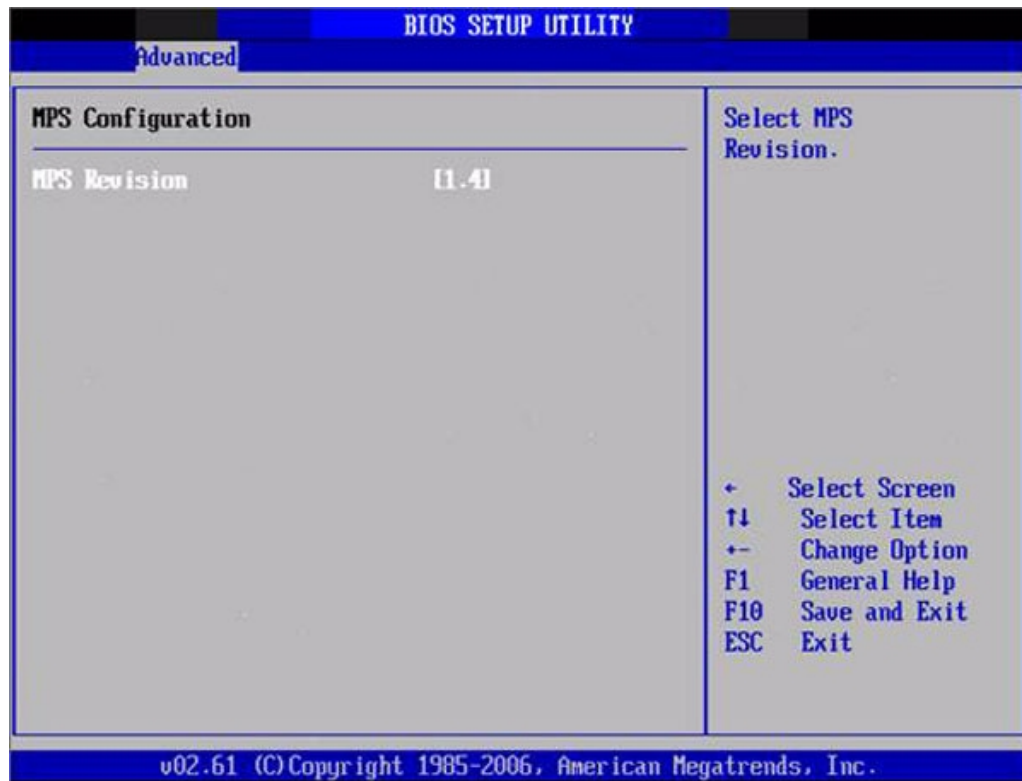 BIOS SETUP UTILITY
Advanced
MPS Configuration
MPS Revision [1.4]
Select MPS
Revision.
← Select Screen
↑↓ Select Item
+- Change Option
F1 General Help
F10 Save and Exit
ESC Exit
v02.61 (C)Copyright 1985-2006, American Megatrends, Inc.